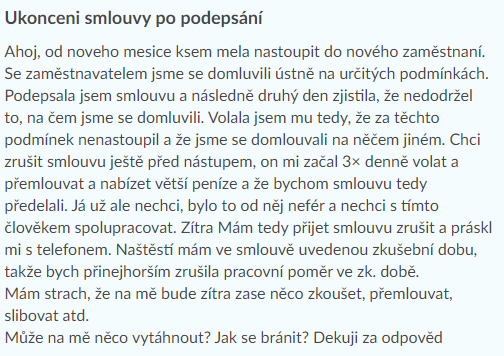 Ukonceni smlouvy po podepsání
Ahoj, od noveho mesice ksem mela nastoupit do nového zaměstnaní.
Se zaměstnavatelem jsme se domluvili ústně na určitých podmínkách.
Podepsala jsem smlouvu a následně druhý den zjistila, že nedodržel
to, na čem jsme se domluvili. Volala jsem mu tedy, že za těchto
podmínek nenastoupil a že jsme se domlouvali na něčem jiném. Chci
zrušit smlouvu ještě před nástupem, on mi začal 3× denně volat a
přemlouvat a nabízet větší peníze a že bychom smlouvu tedy
předelali. Já už ale nechci, bylo to od něj nefér a nechci s tímto
člověkem spolupracovat. Zítra Mám tedy přijet smlouvu zrušit a práskl
mi s telefonem. Naštěstí mám ve smlouvě uvedenou zkušební dobu,
takže bych přinejhorším zrušila pracovní poměr ve zk. době.
Mám strach, že na mě bude zítra zase něco zkoušet, přemlouvat,
slibovat atd.
Může na mě něco vytáhnout? Jak se bránit? Dekuji za odpověd